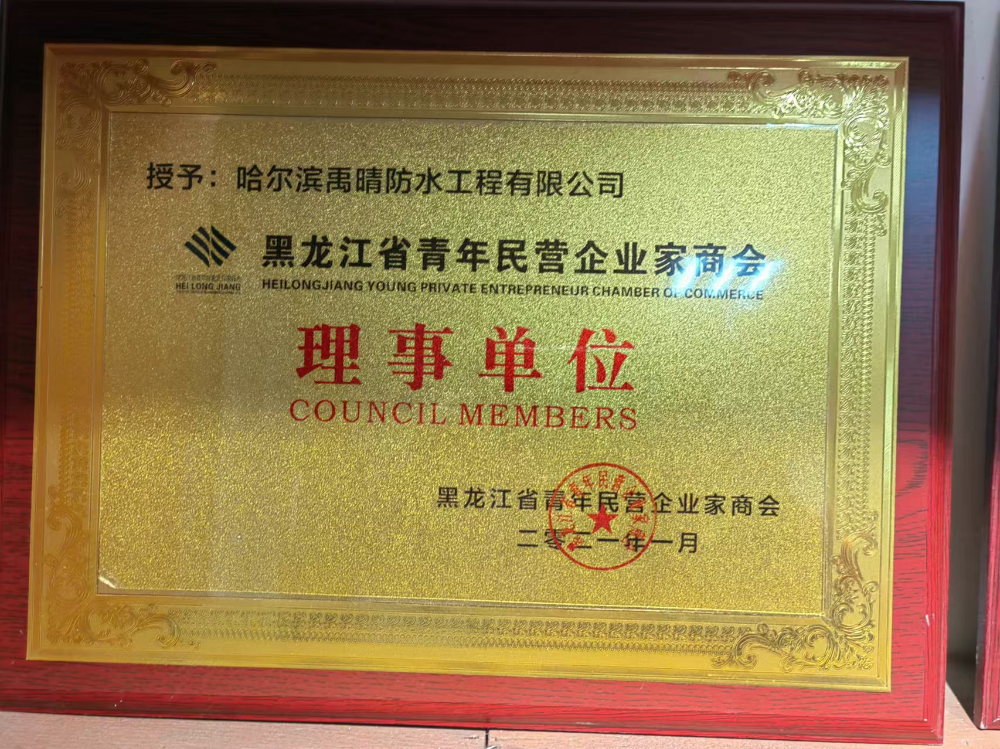 授予：哈尔滨禹晴防水工程有限公司
黑龙江省青年民营企业家商会
HEI LONG JIANG
HEILONGJIANG YOUNG PRIVATE ENTREPRENEUR CHAMBER OF COMMERCE
理事单位
COUNCIL MEMBERS
黑龙江省青年民营企业家商会
二零二一年一月